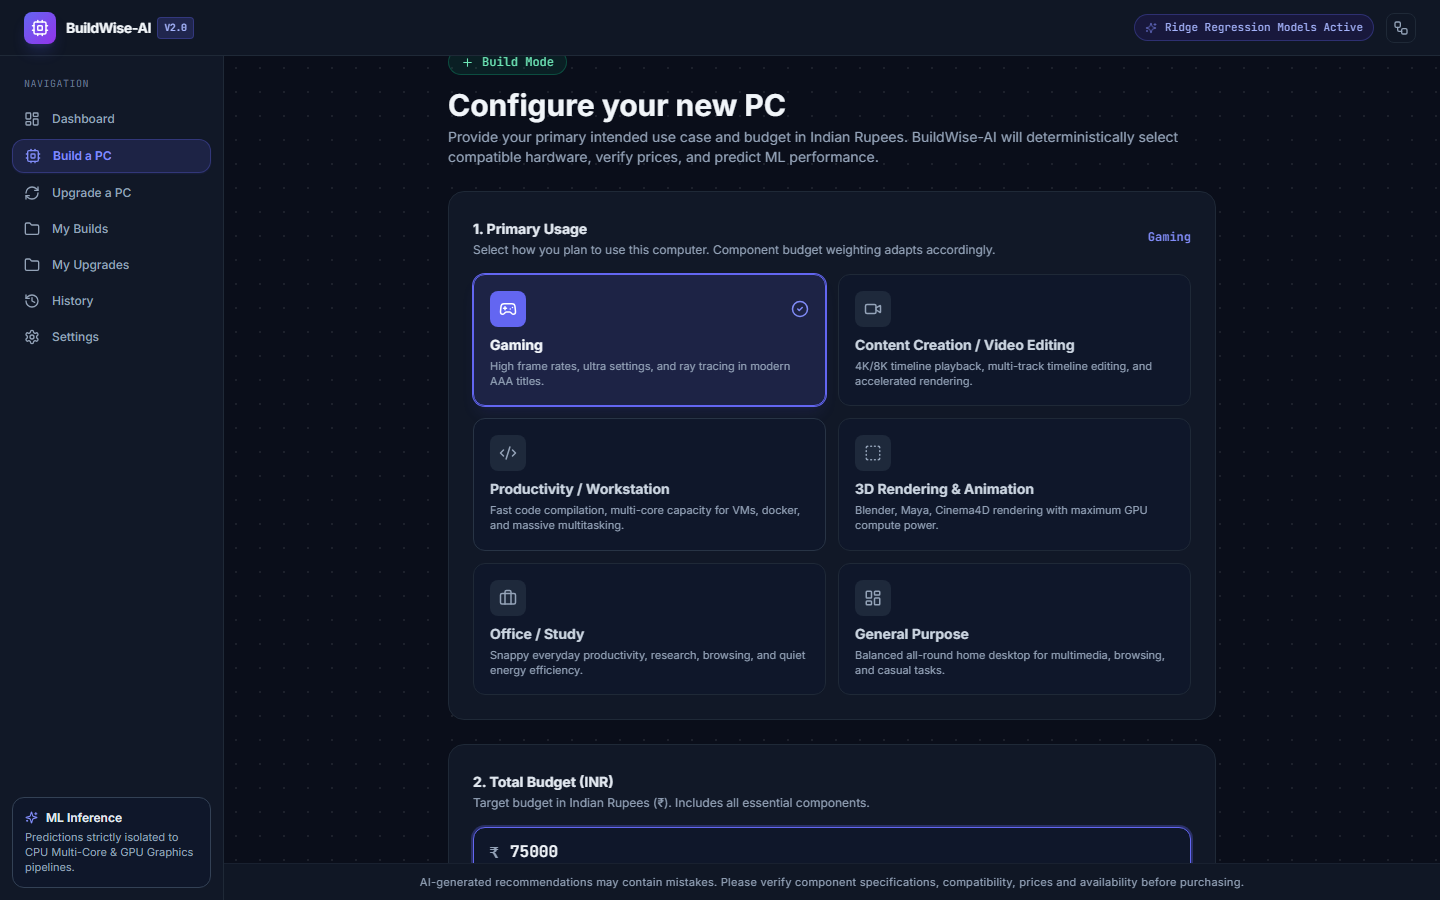 BuildWise-AI V2.0
Ridge Regression Models Active
NAVIGATION
Dashboard
Build a PC
Upgrade a PC
My Builds
My Upgrades
History
Settings
ML Inference
Predictions strictly isolated to
CPU Multi-Core & GPU Graphics
pipelines.
+ Build Mode
Configure your new PC
Provide your primary intended use case and budget in Indian Rupees. BuildWise-AI will deterministically select
compatible hardware, verify prices, and predict ML performance.
1. Primary Usage
Select how you plan to use this computer. Component budget weighting adapts accordingly.
Gaming
Gaming
High frame rates, ultra settings, and ray tracing in modern
AAA titles.
Content Creation / Video Editing
4K/8K timeline playback, multi-track timeline editing, and
accelerated rendering.
Productivity / Workstation
Fast code compilation, multi-core capacity for VMs, docker,
and massive multitasking.
3D Rendering & Animation
Blender, Maya, Cinema4D rendering with maximum GPU
compute power.
Office / Study
Snappy everyday productivity, research, browsing, and quiet
energy efficiency.
General Purpose
Balanced all-round home desktop for multimedia, browsing,
and casual tasks.
2. Total Budget (INR)
Target budget in Indian Rupees (₹). Includes all essential components.
₹ 75000
AI-generated recommendations may contain mistakes. Please verify component specifications, compatibility, prices and availability before purchasing.